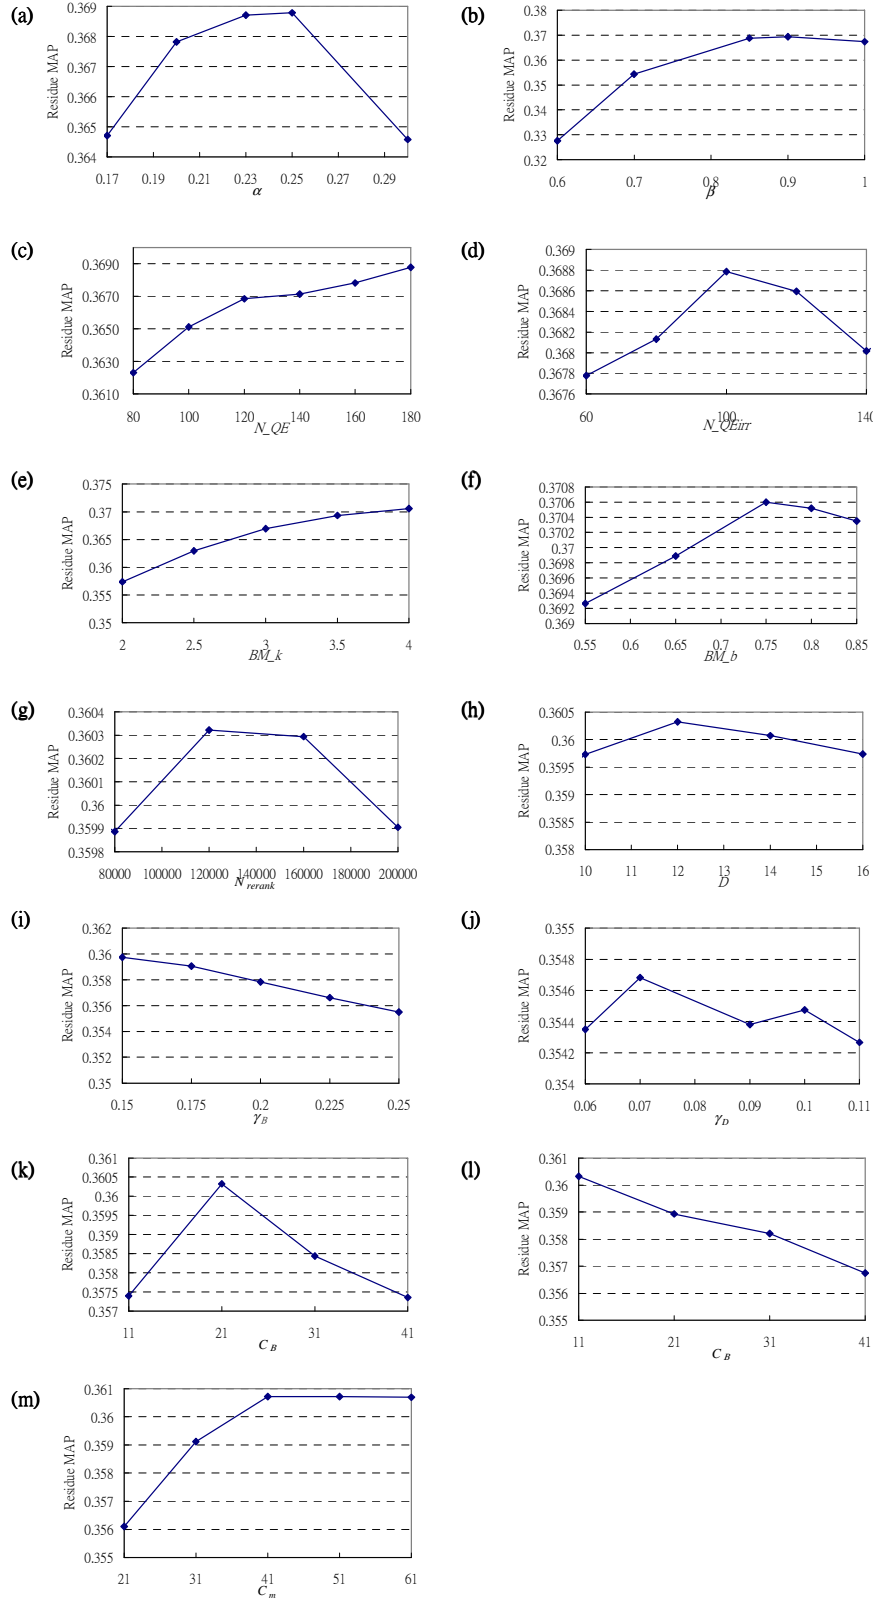 (a)
Residue MAP
0.369
0.368
0.367
0.366
0.365
0.364
0.17 0.19 0.21 0.23 0.25 0.27 0.29
α
(b)
Residue MAP
0.38
0.37
0.36
0.35
0.34
0.33
0.32
0.6 0.7 0.8 0.9 1
β
(c)
Residue MAP
0.3690
0.3670
0.3650
0.3630
0.3610
80 100 120 140 160 180
N_QE
(d)
Residue MAP
0.369
0.3688
0.3686
0.3684
0.3682
0.368
0.3678
0.3676
60 100 140
N_QEirr
(e)
Residue MAP
0.375
0.37
0.365
0.36
0.355
0.35
2 2.5 3 3.5 4
BM_k
(f)
Residue MAP
0.3708
0.3706
0.3704
0.3702
0.37
0.3698
0.3696
0.3694
0.3692
0.369
0.55 0.6 0.65 0.7 0.75 0.8 0.85
BM_b
(g)
Residue MAP
0.3604
0.3603
0.3602
0.3601
0.36
0.3599
0.3598
80000 100000 120000 140000 160000 180000 200000
N rerank
(h)
Residue MAP
0.3605
0.36
0.3595
0.359
0.3585
0.358
10 11 12 13 14 15 16
D
(i)
Residue MAP
0.362
0.36
0.358
0.356
0.354
0.352
0.35
0.15 0.175 0.2 0.225 0.25
γ B
(j)
Residue MAP
0.355
0.3548
0.3546
0.3544
0.3542
0.354
0.06 0.07 0.08 0.09 0.1 0.11
γ D
(k)
Residue MAP
0.361
0.3605
0.36
0.3595
0.359
0.3585
0.358
0.3575
0.357
11 21 31 41
C B
(l)
Residue MAP
0.361
0.36
0.359
0.358
0.357
0.356
0.355
11 21 31 41
C B
(m)
Residue MAP
0.361
0.36
0.359
0.358
0.357
0.356
0.355
21 31 41 51 61
C m